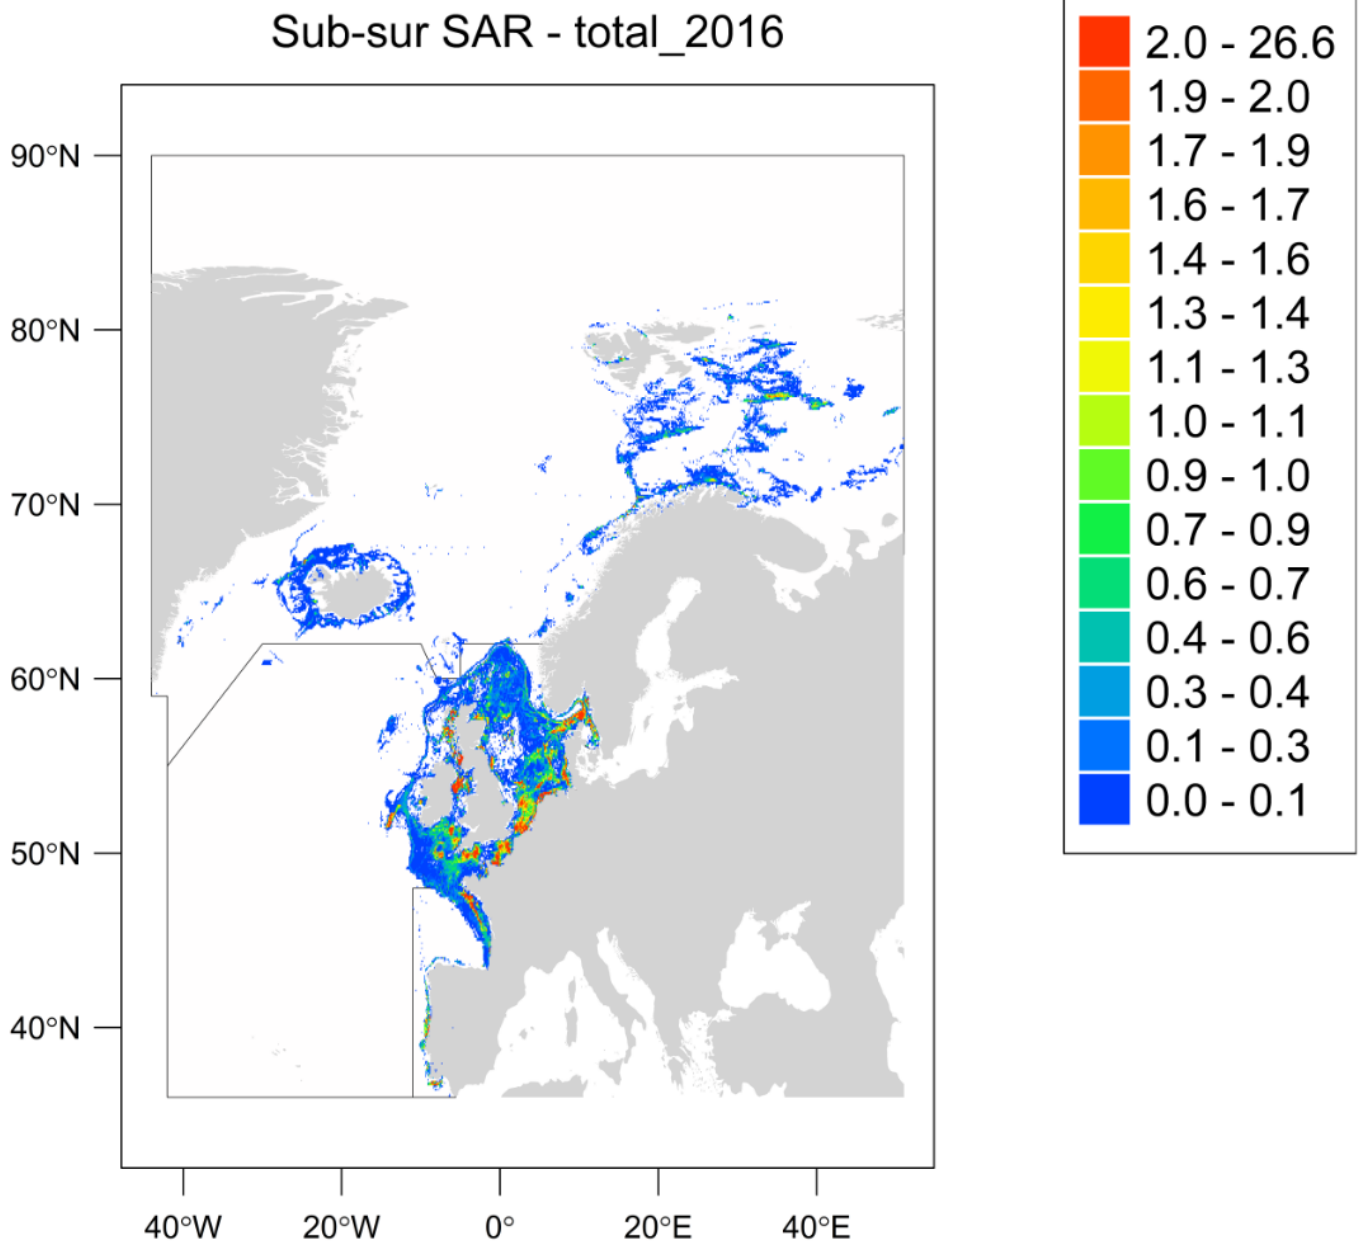 Sub-sur SAR - total_2016
2.0 - 26.6
1.9 - 2.0
1.7 - 1.9
1.6 - 1.7
1.4 - 1.6
1.3 - 1.4
1.1 - 1.3
1.0 - 1.1
0.9 - 1.0
0.7 - 0.9
0.6 - 0.7
0.4 - 0.6
0.3 - 0.4
0.1 - 0.3
0.0 - 0.1
90°N
80°N
70°N
60°N
50°N
40°N
40°W 20°W 0° 20°E 40°E